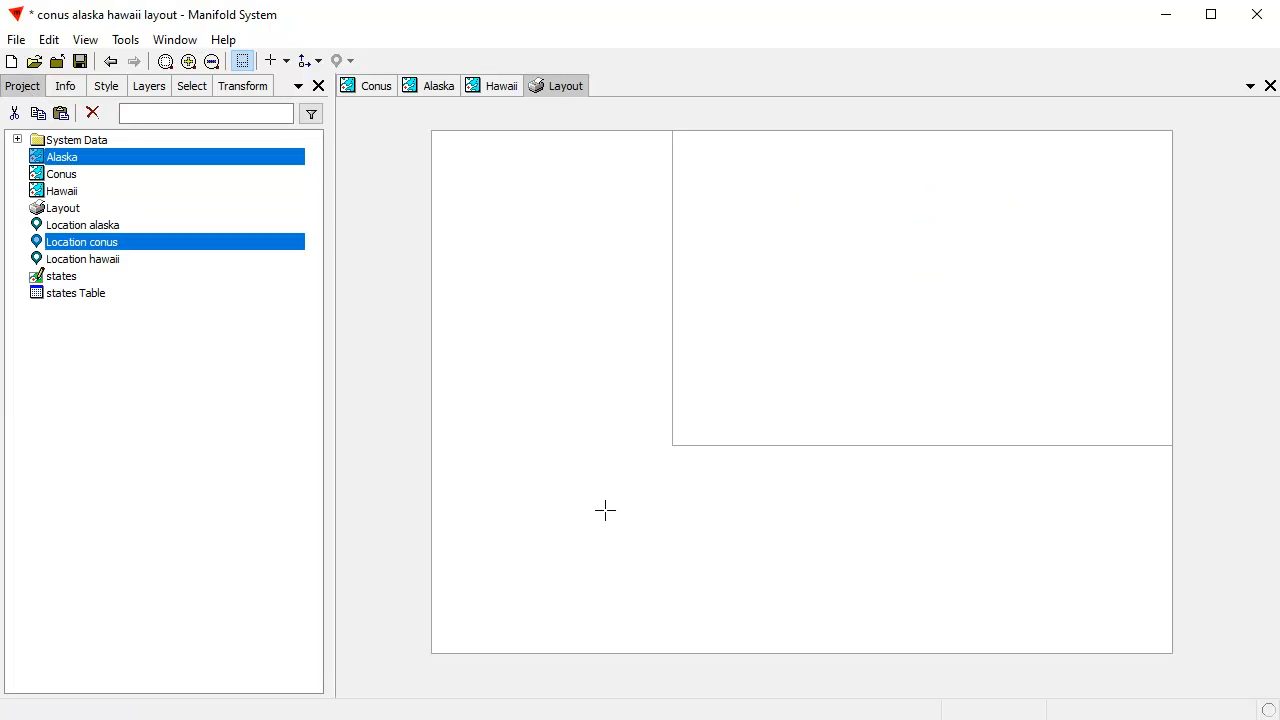 * conus alaska hawaii layout - Manifold System
File Edit View Tools Window Help
Project Info Style Layers Select Transform
Conus Alaska Hawaii Layout
System Data
Alaska
Conus
Hawaii
Layout
Location alaska
Location conus
Location hawaii
states
states Table